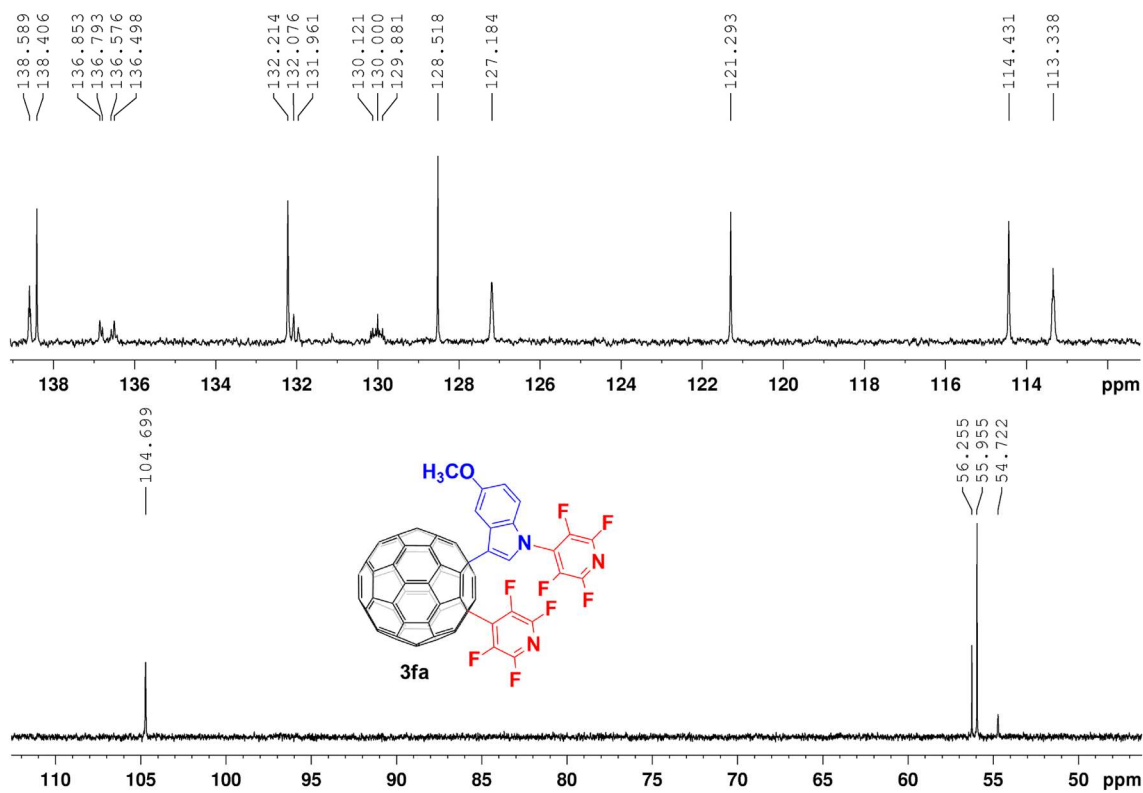 138.589
138.406
136.853
136.793
136.576
136.498
132.214
132.076
131.961
130.121
130.000
129.881
128.518
127.184
121.293
114.431
113.338
138 136 134 132 130 128 126 124 122 120 118 116 114 ppm
104.699
56.255
55.955
54.722
H₃CO
F
F
N
N
F
F
F
F
N
F
F
3fa
110 105 100 95 90 85 80 75 70 65 60 55 50 ppm